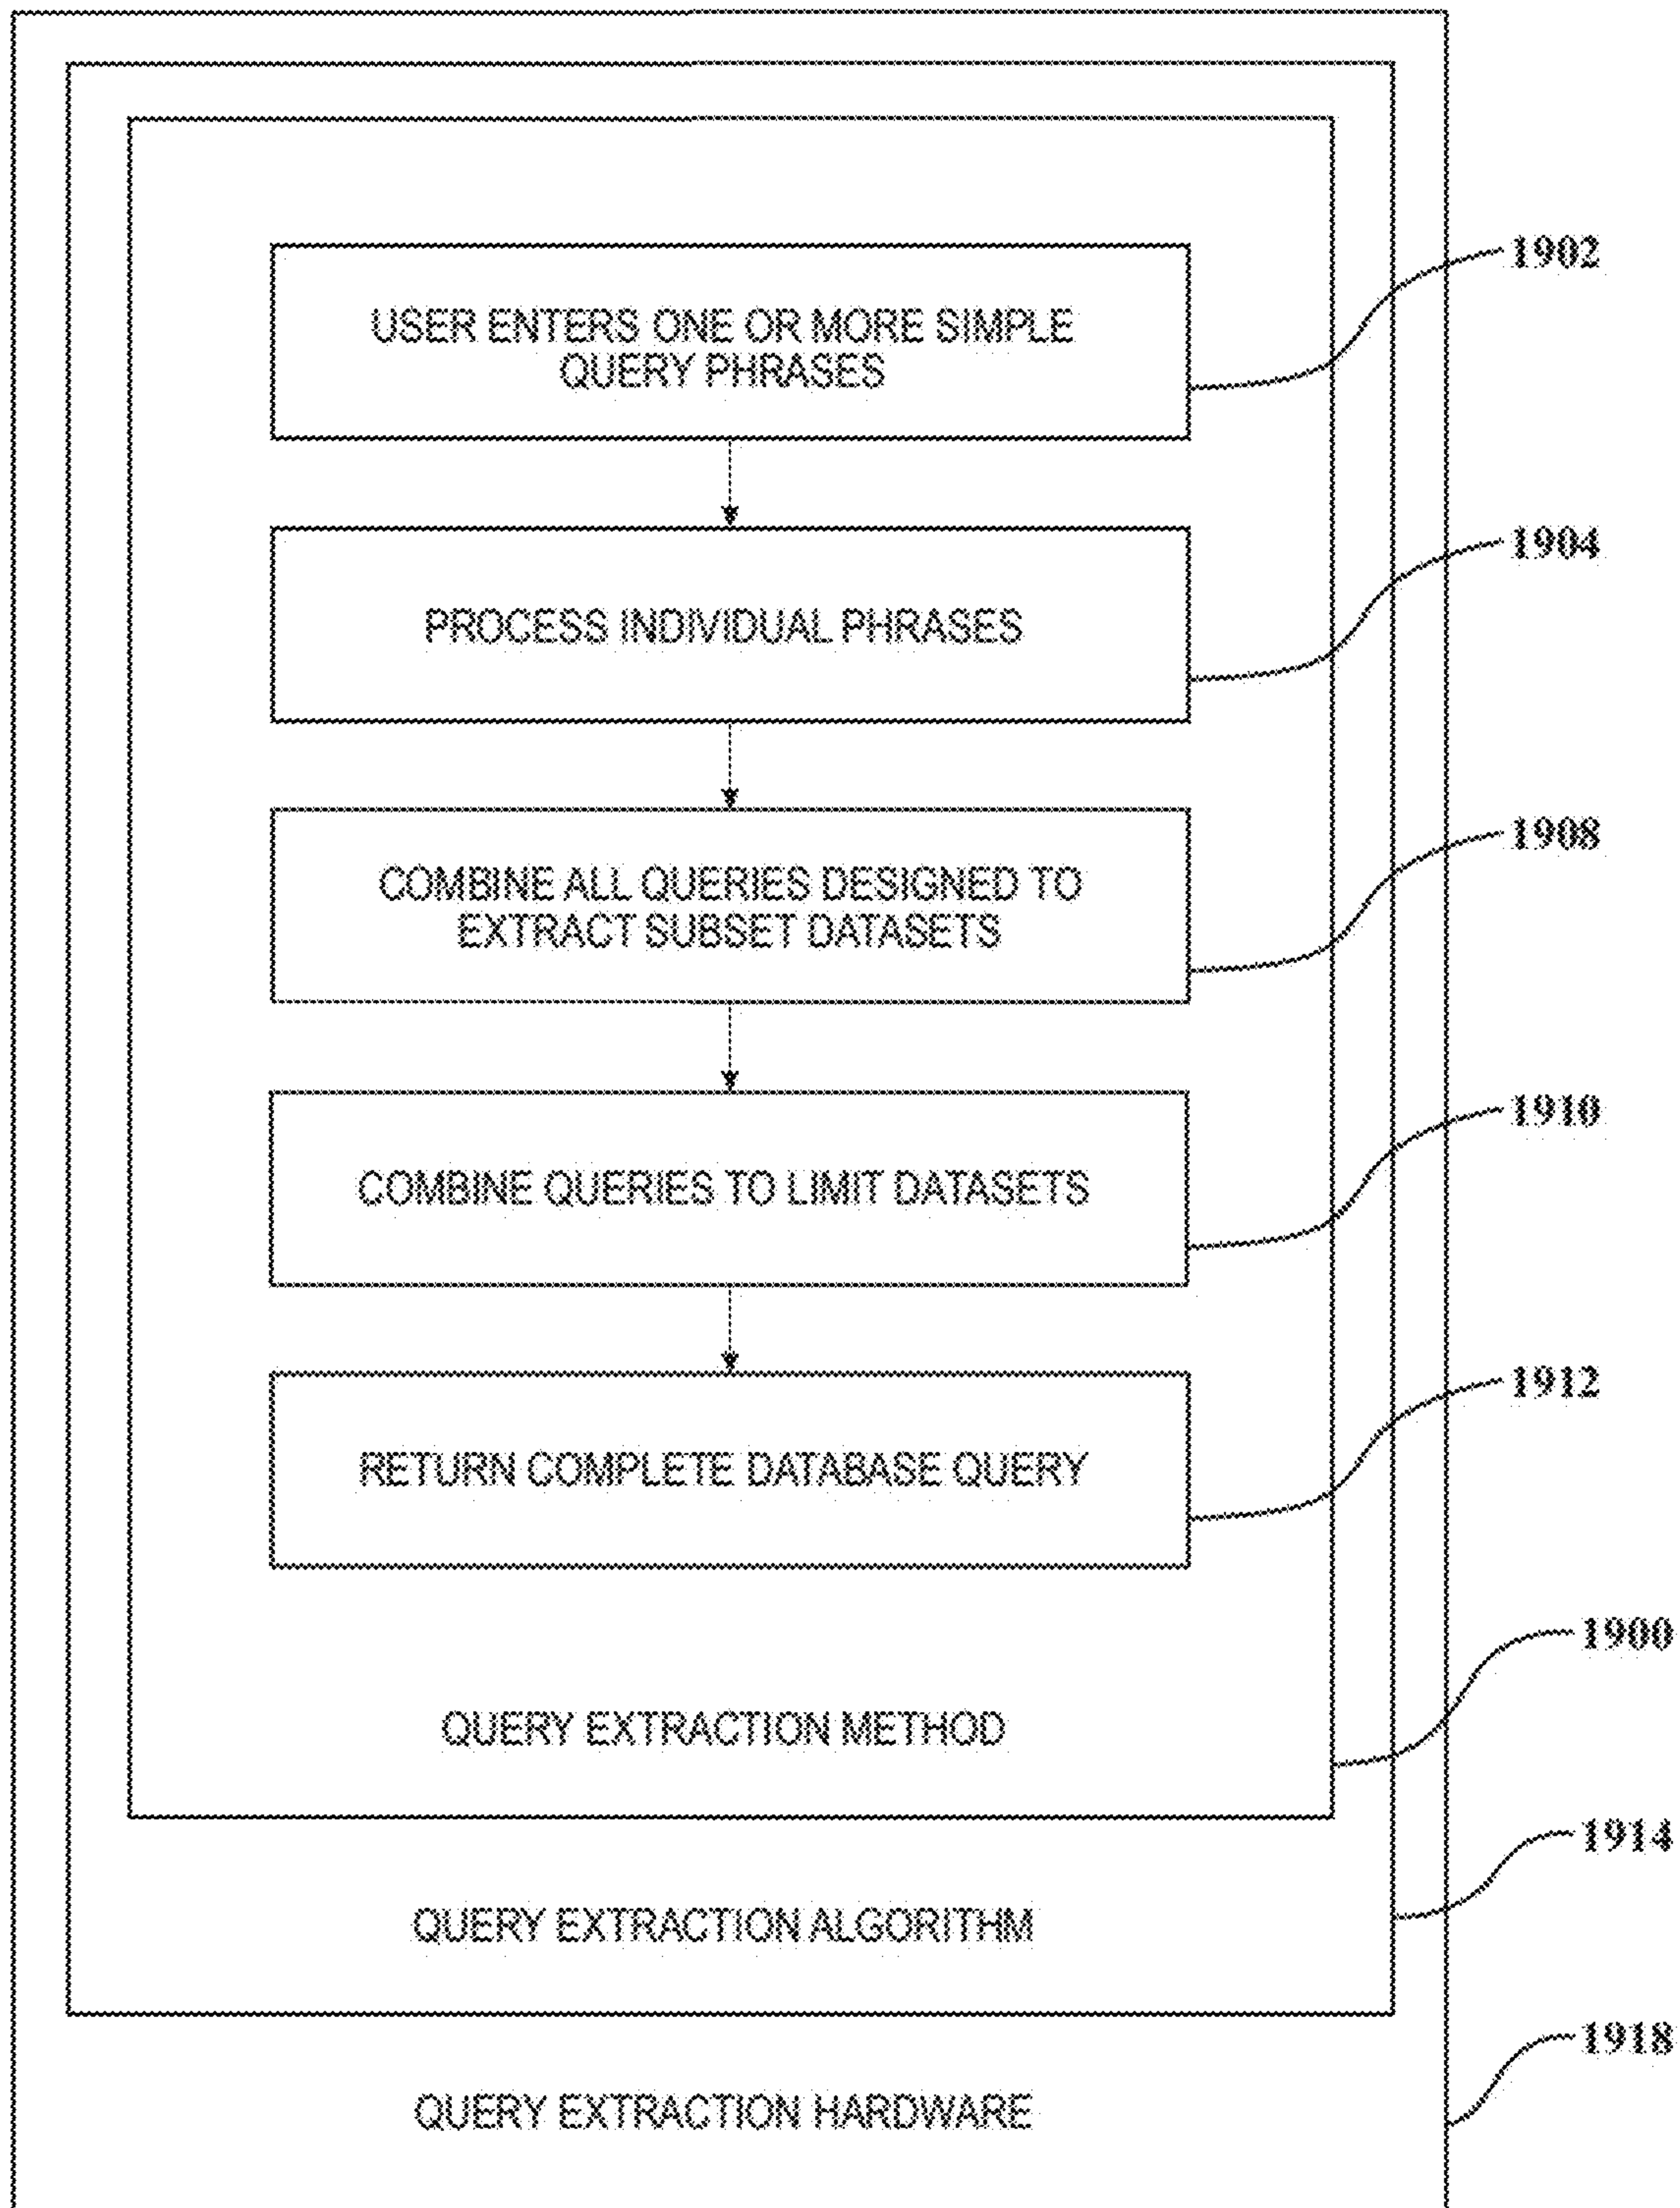 1902
USER ENTERS ONE OR MORE SIMPLE
QUERY PHRASES
1904
PROCESS INDIVIDUAL PHRASES
1908
COMBINE ALL QUERIES DESIGNED TO
EXTRACT SUBSET DATASETS
1910
COMBINE QUERIES TO LIMIT DATASETS
1912
RETURN COMPLETE DATABASE QUERY
1900
QUERY EXTRACTION METHOD
1914
QUERY EXTRACTION ALGORITHM
1918
QUERY EXTRACTION HARDWARE